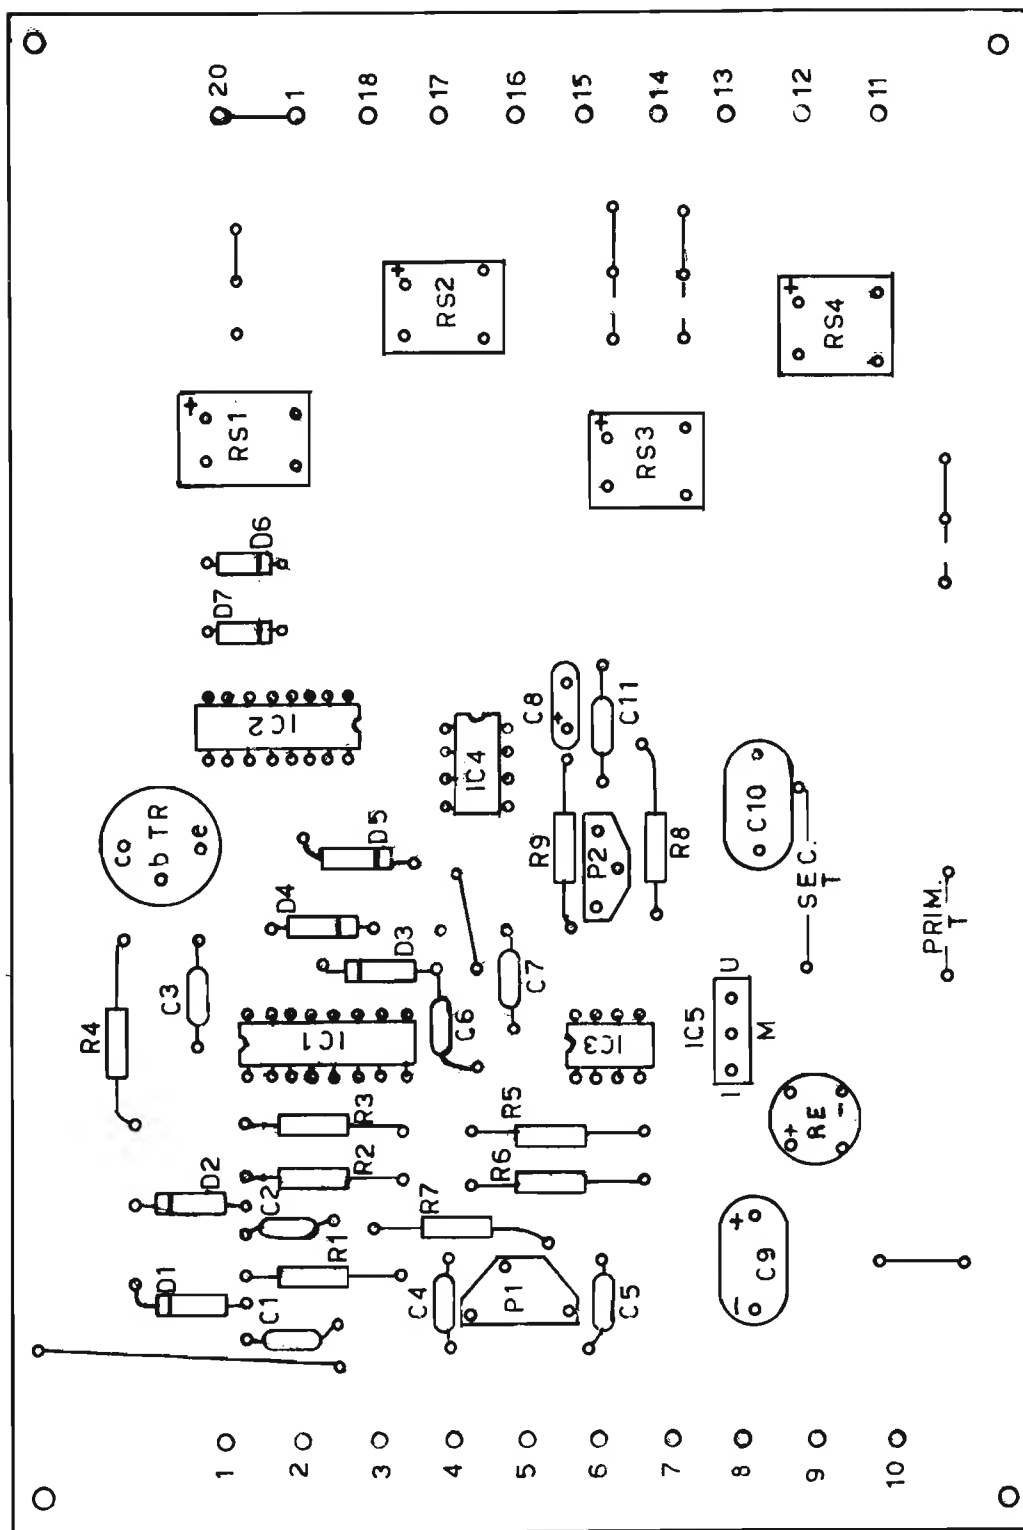 20
1
18
17
16
15
14
13
12
11
+
RS1
+
RS2
+
RS3
+
RS4
D6
D7
IC2
C8
+
C11
IC4
c
b TR
e
D5
R9
P2
R8
C10
SEC.
T
D4
D3
C3
R4
IC1
C6
C7
IC3
IC5
U
M
I
PRIM.
T
R3
R2
R5
R6
+
RE
-
D2
C2
R1
R7
D1
C1
C4
P1
C5
+
C9
-
1
2
3
4
5
6
7
8
9
10